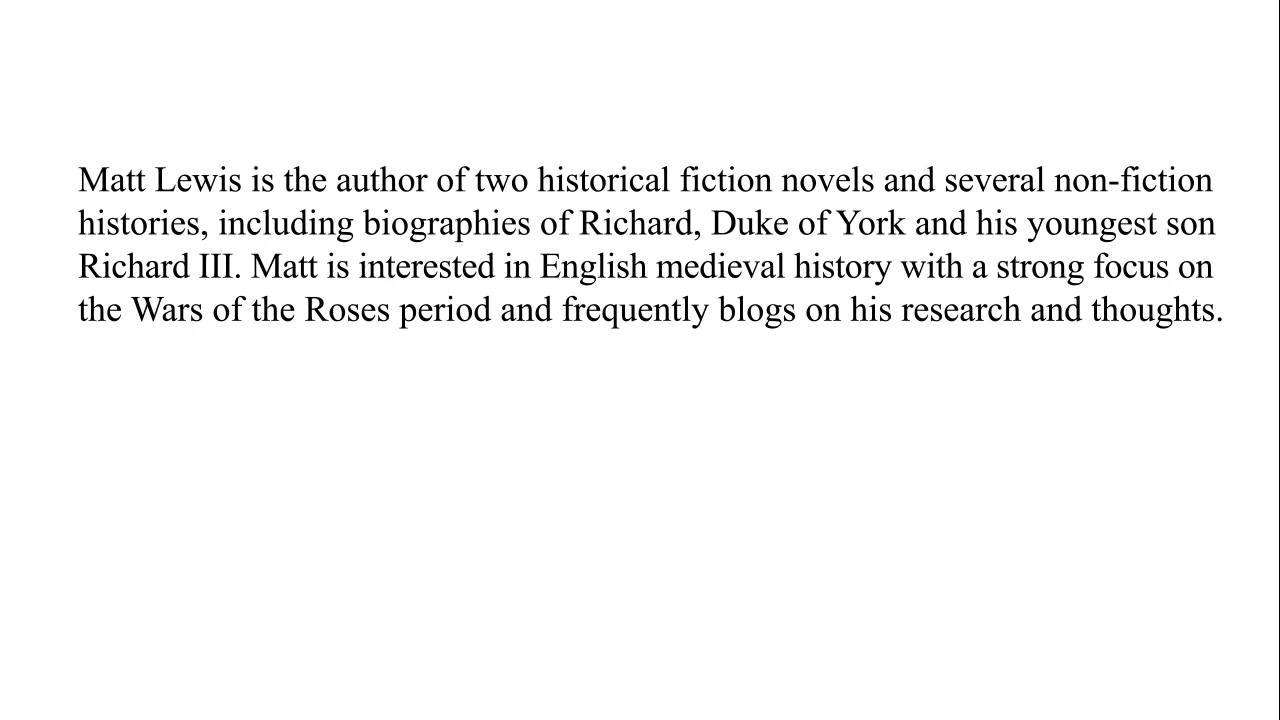 Matt Lewis is the author of two historical fiction novels and several non-fiction
histories, including biographies of Richard, Duke of York and his youngest son
Richard III. Matt is interested in English medieval history with a strong focus on
the Wars of the Roses period and frequently blogs on his research and thoughts.